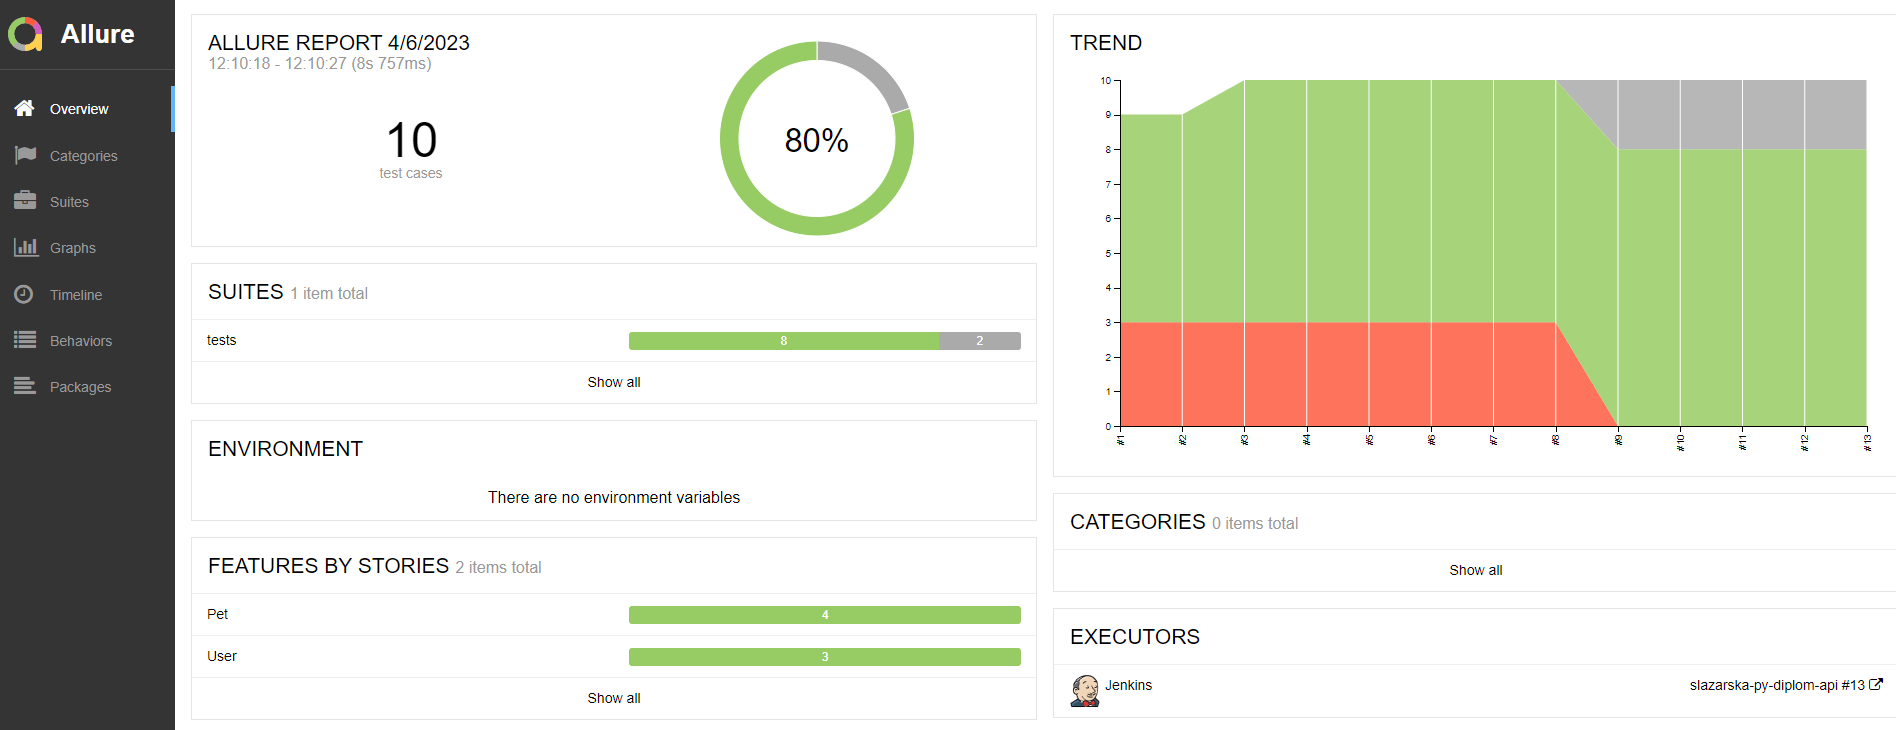 Allure
Overview
Categories
Suites
Graphs
Timeline
Behaviors
Packages
ALLURE REPORT 4/6/2023
12:10:18 - 12:10:27 (8s 757ms)
10
test cases
80%
SUITES 1 item total
tests
8 2
Show all
ENVIRONMENT
There are no environment variables
FEATURES BY STORIES 2 items total
Pet 4
User 3
Show all
TREND
10
9
8
7
6
5
4
3
2
1
0
#1 #2 #3 #4 #5 #6 #7 #8 #9 #10 #11 #12 #13
CATEGORIES 0 items total
Show all
EXECUTORS
Jenkins slazarska-py-diplom-api #13